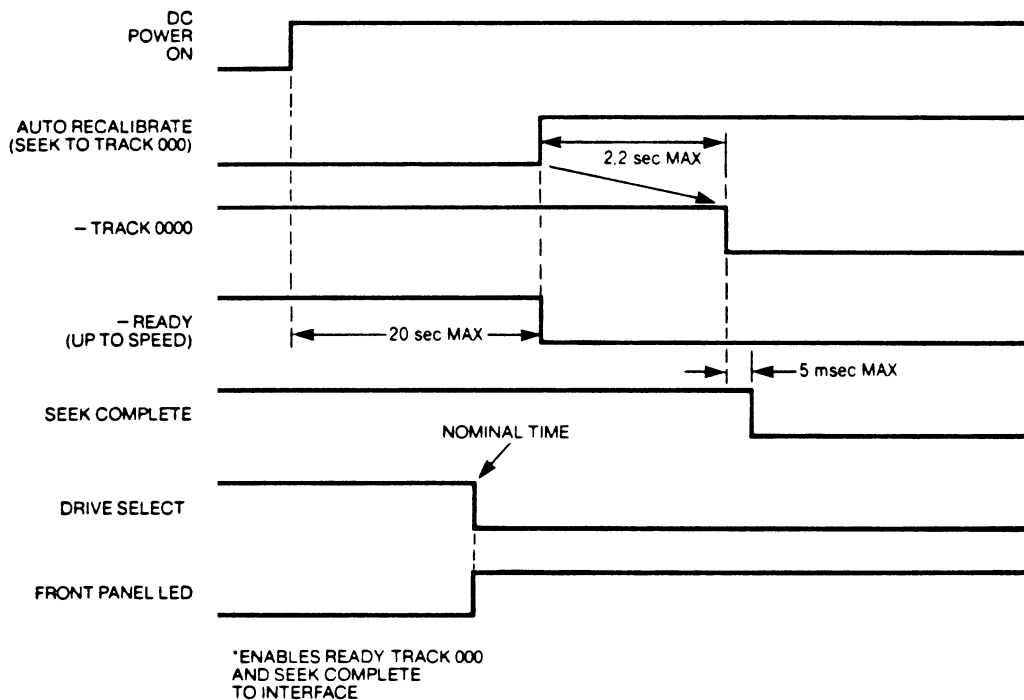 DC
POWER
ON
AUTO RECALIBRATE
(SEEK TO TRACK 000)
2.2 sec MAX
– TRACK 0000
– READY
(UP TO SPEED)
20 sec MAX
5 msec MAX
SEEK COMPLETE
NOMINAL TIME
DRIVE SELECT
FRONT PANEL LED
*ENABLES READY TRACK 000
AND SEEK COMPLETE
TO INTERFACE